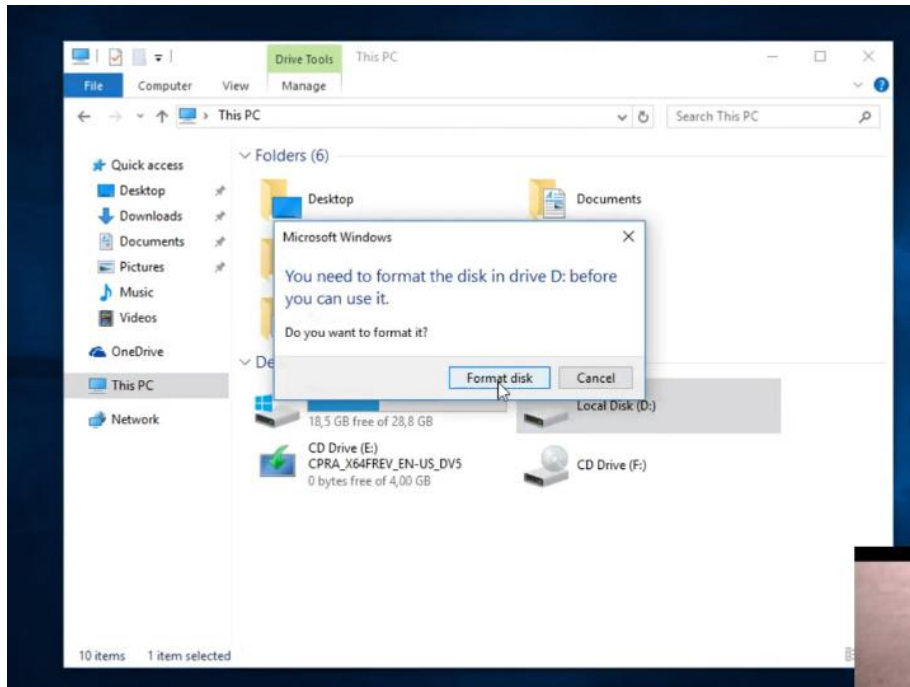 Drive Tools
This PC
File
Computer
View
Manage
This PC
Search This PC
Quick access
Desktop
Downloads
Documents
Pictures
Music
Videos
OneDrive
This PC
Network
Folders (6)
Desktop
Documents
Microsoft Windows
You need to format the disk in drive D: before
you can use it.
Do you want to format it?
Format disk
Cancel
De
18,5 GB free of 28,8 GB
Local Disk (D:)
CD Drive (E:)
CPRA_X64FREV_EN-US_DV5
0 bytes free of 4,00 GB
CD Drive (F:)
10 items
1 item selected